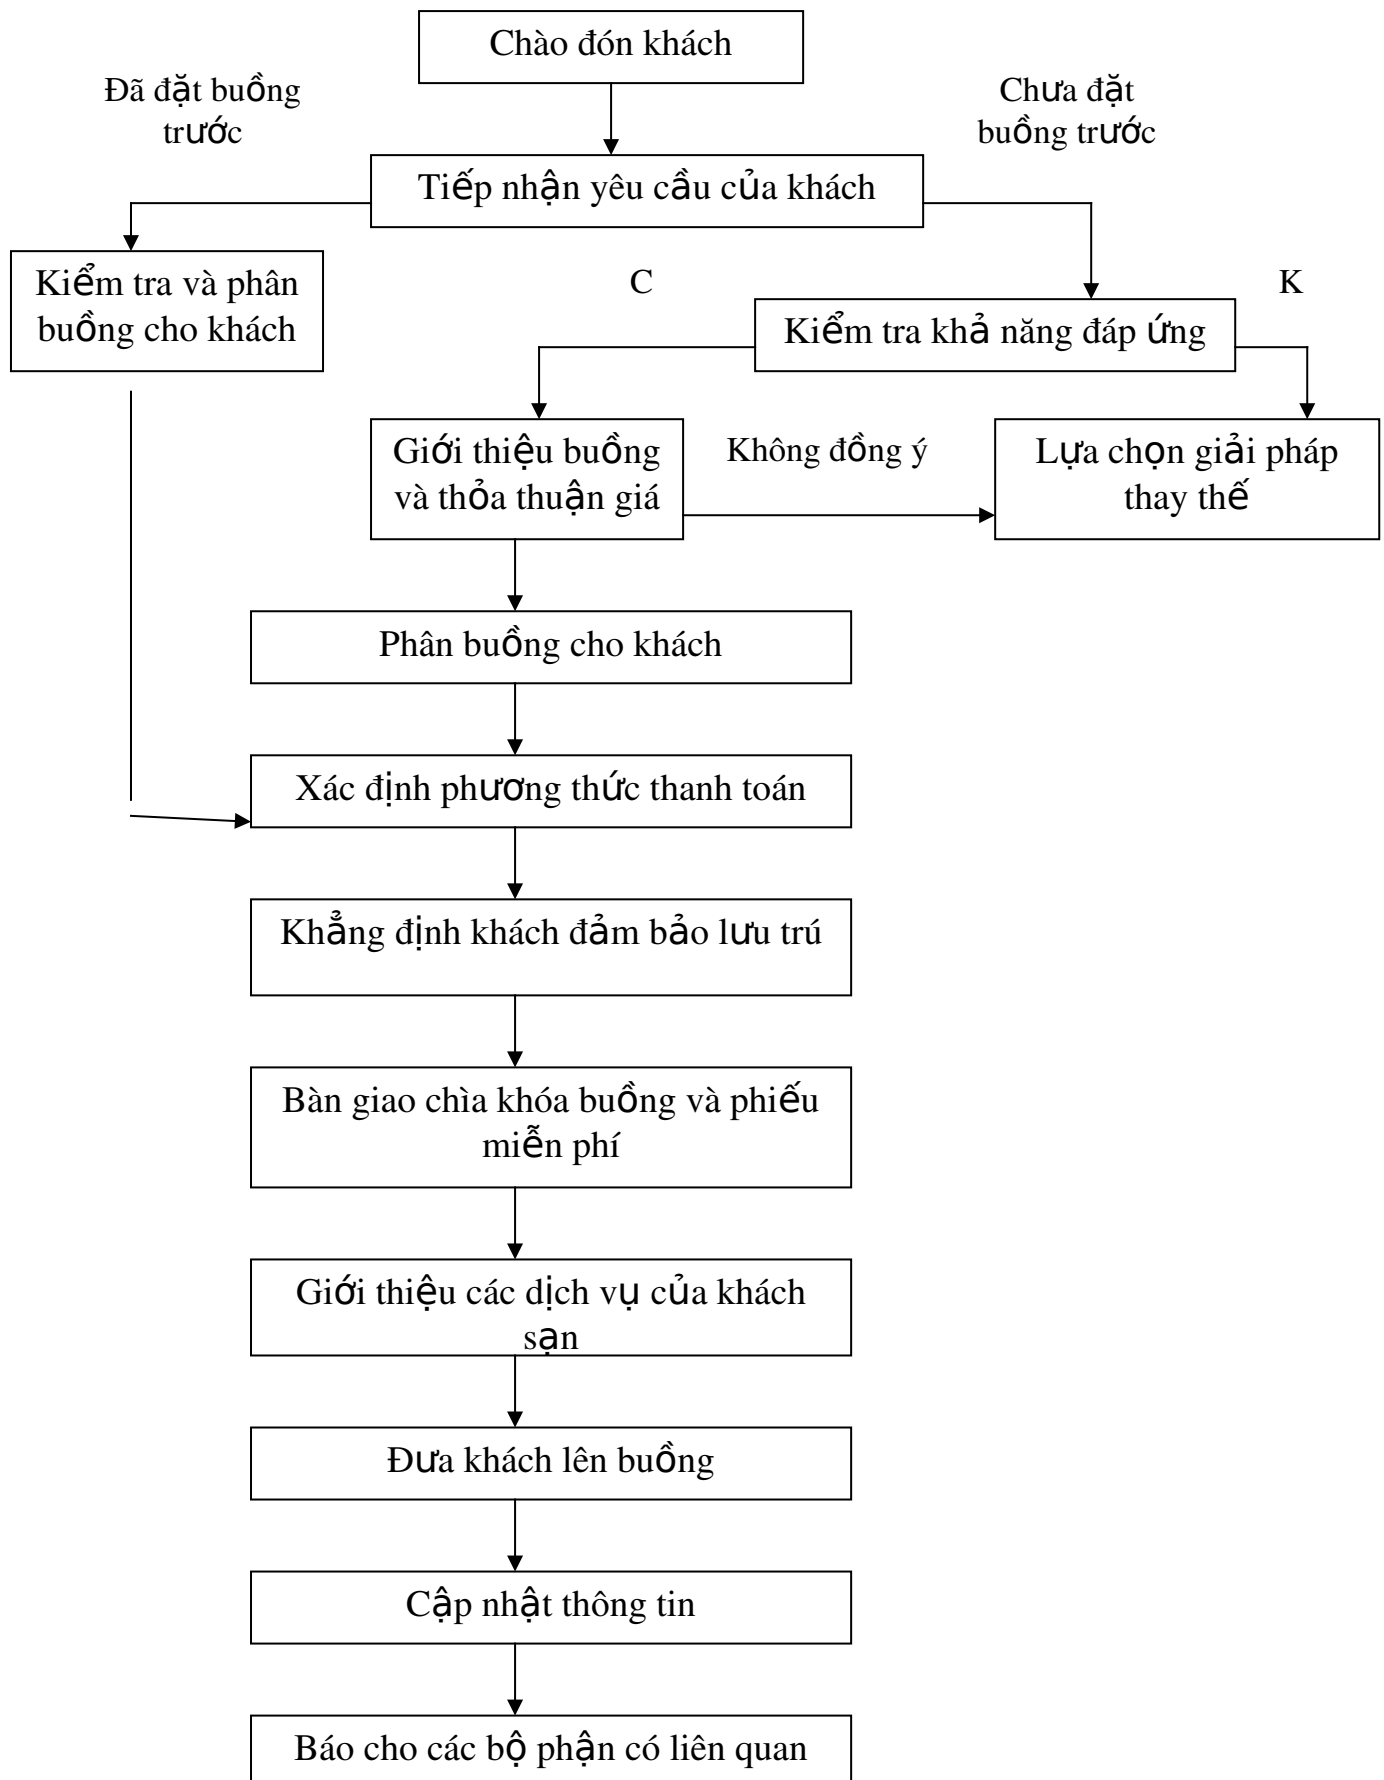 Chào đón khách
Đã đặt buồng
trước
Chưa đặt
buồng trước
Tiếp nhận yêu cầu của khách
Kiểm tra và phân
buồng cho khách
C
K
Kiểm tra khả năng đáp ứng
Giới thiệu buồng
và thỏa thuận giá
Không đồng ý
Lựa chọn giải pháp
thay thế
Phân buồng cho khách
Xác định phương thức thanh toán
Khẳng định khách đảm bảo lưu trú
Bàn giao chìa khóa buồng và phiếu
miễn phí
Giới thiệu các dịch vụ của khách
sạn
Đưa khách lên buồng
Cập nhật thông tin
Báo cho các bộ phận có liên quan